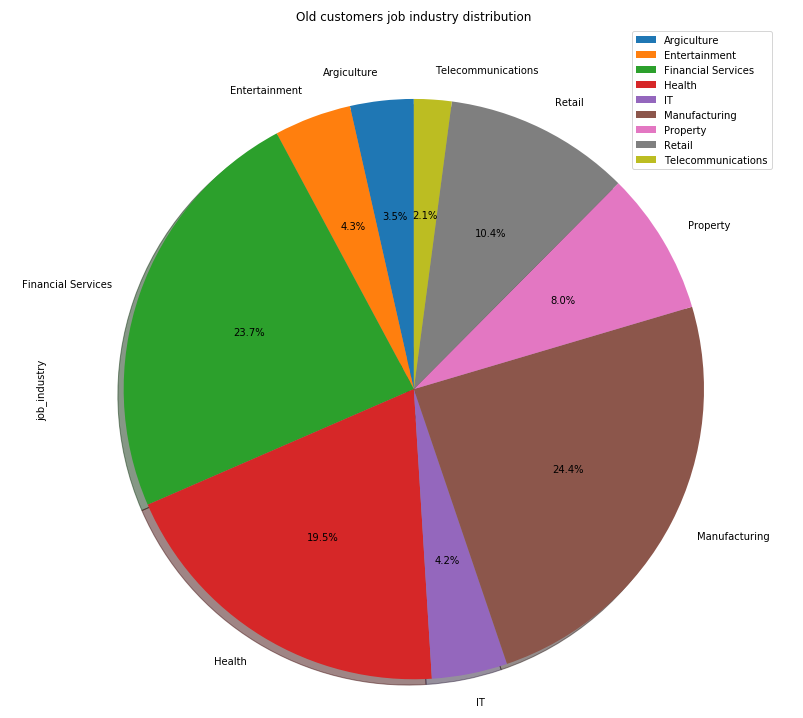 Old customers job industry distribution
Argiculture
Entertainment
Financial Services
Health
IT
Manufacturing
Property
Retail
Telecommunications
Argiculture
Entertainment
Financial Services
Health
IT
Manufacturing
Property
Retail
Telecommunications
3.5%
4.3%
23.7%
19.5%
4.2%
24.4%
8.0%
10.4%
2.1%
job_industry